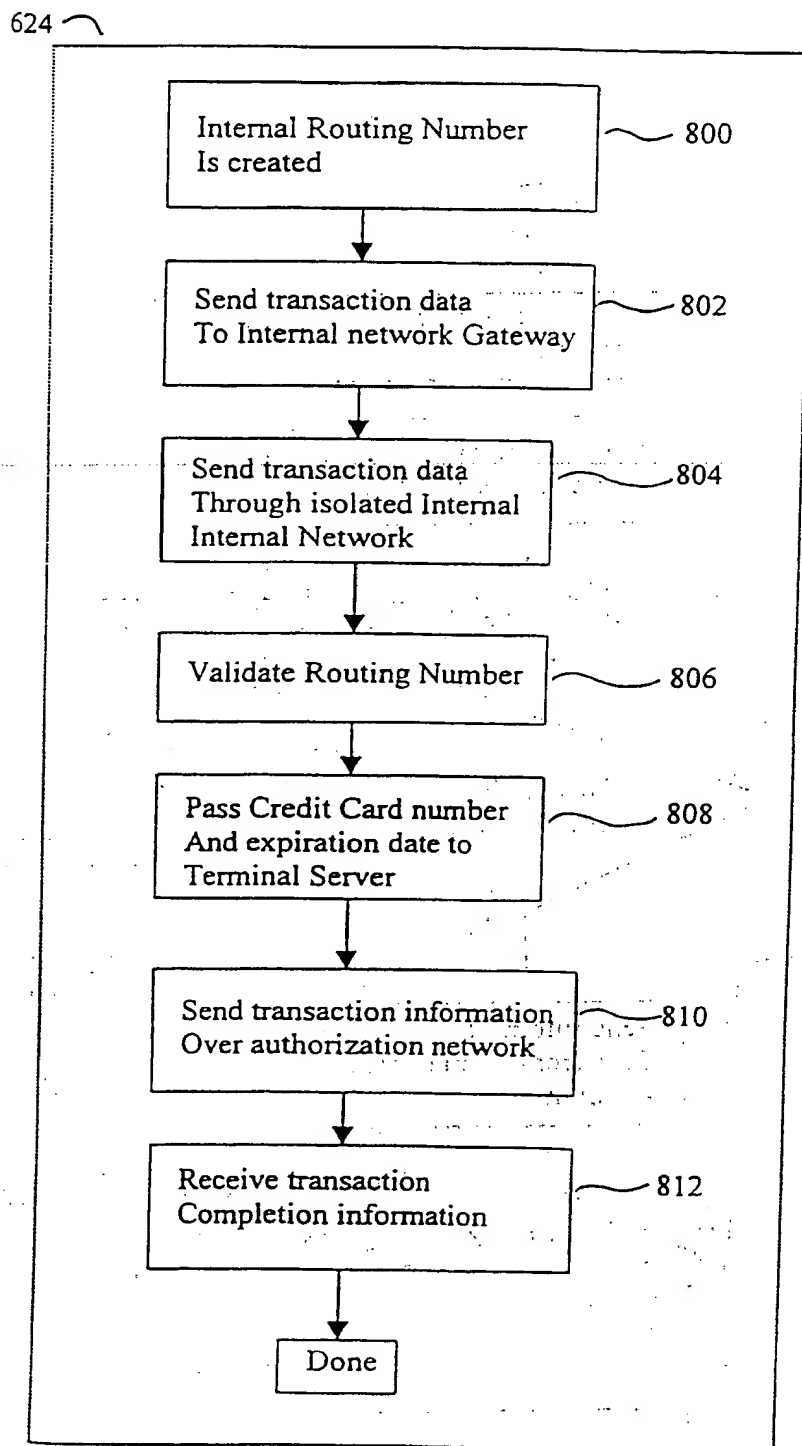 624
Internal Routing Number
Is created
800
Send transaction data
To Internal network Gateway
802
Send transaction data
Through isolated Internal
Internal Network
804
Validate Routing Number
806
Pass Credit Card number
And expiration date to
Terminal Server
808
Send transaction information
Over authorization network
810
Receive transaction
Completion information
812
Done